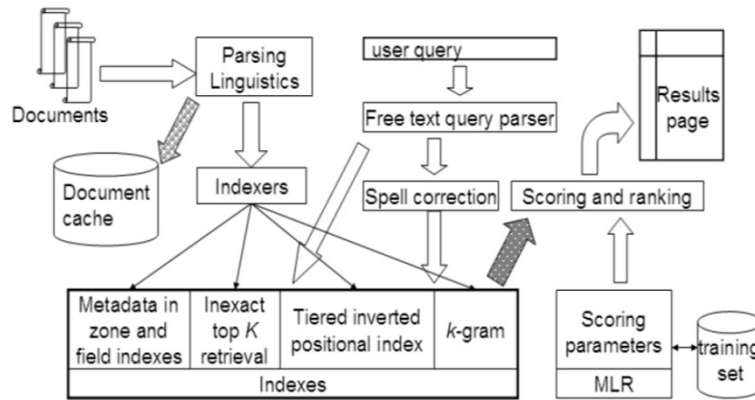 Documents
Parsing
Linguistics
user query
Free text query parser
Results
page
Document
cache
Indexers
Spell correction
Scoring and ranking
Metadata in
zone and
field indexes
Inexact
top K
retrieval
Tiered inverted
positional index
k-gram
Indexes
Scoring
parameters
MLR
training
set